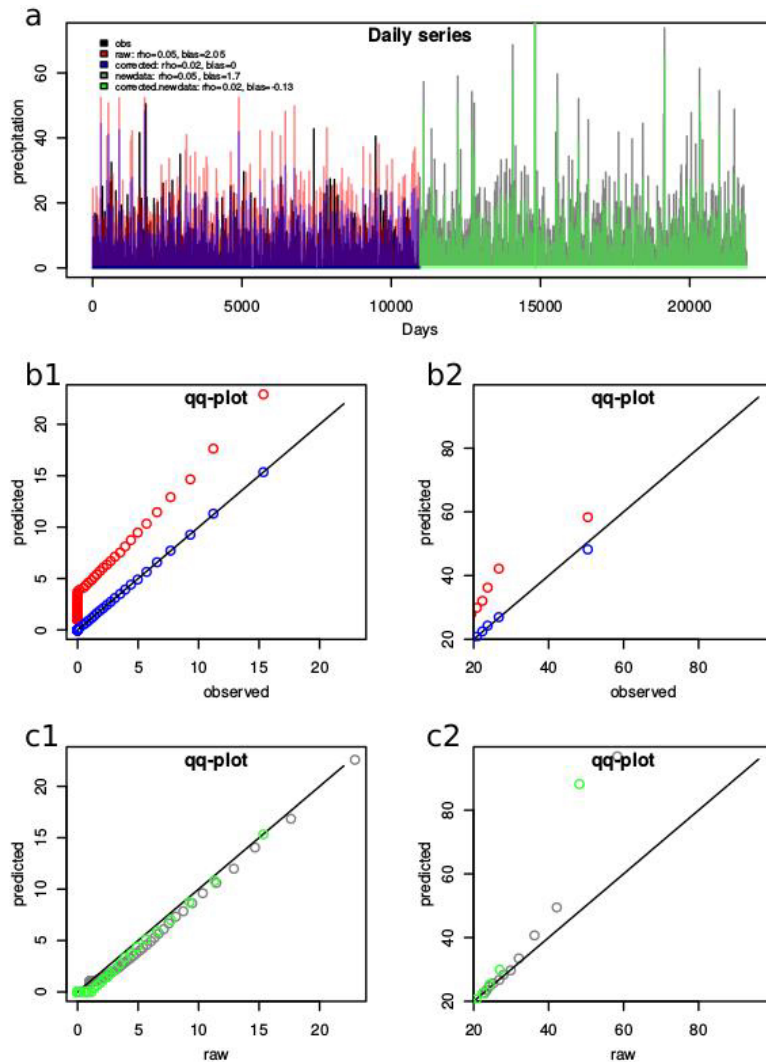 a
Daily series
obs
raw: rho=0.05, bias=2.05
corrected: rho=0.02, bias=0
newdata: rho=0.05, bias=1.7
corrected.newdata: rho=0.02, bias=-0.13
precipitation
60
40
20
0
0 5000 10000 15000 20000
Days
b1
qq-plot
predicted
20
15
10
5
0
0 5 10 15 20
observed
b2
qq-plot
predicted
80
60
40
20
20 40 60 80
observed
c1
qq-plot
predicted
20
15
10
5
0
0 5 10 15 20
raw
c2
qq-plot
predicted
80
60
40
20
20 40 60 80
raw